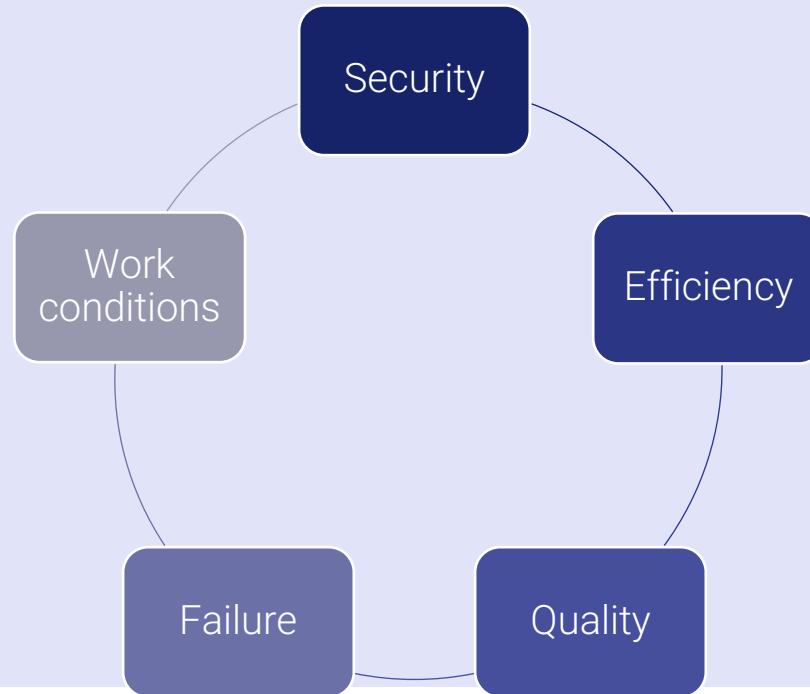 Security
Efficiency
Quality
Failure
Work
conditions